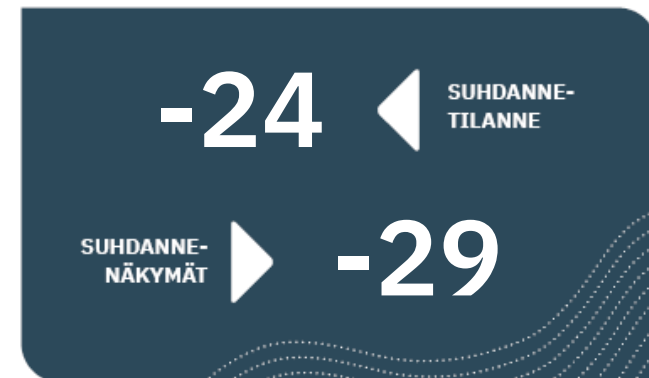 -24
SUHDANNE-
TILANNE
SUHDANNE-
NÄKYMÄT
-29